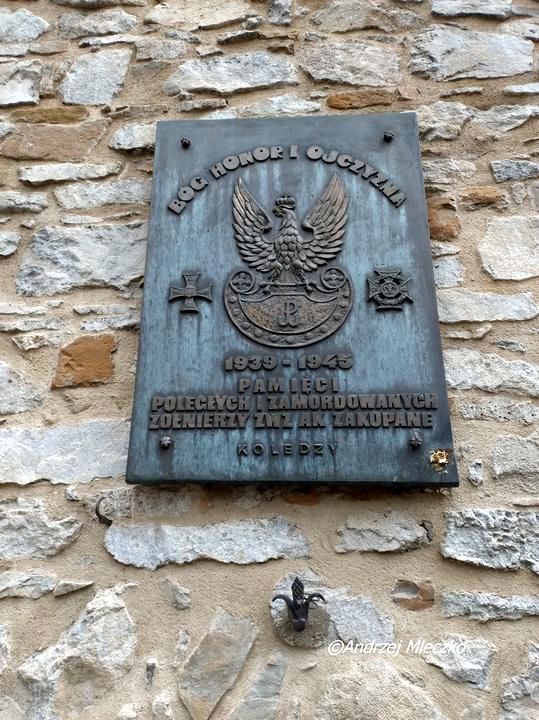 BÓG HONOR I OJCZYZNA
1939-1945
PAMIĘCI
POLEGŁYCH I ZAMORDOWANYCH
ŻOŁNIERZY ZWZ AK ZAKOPANE
KOLEDZY
©Andrzej Mleczko